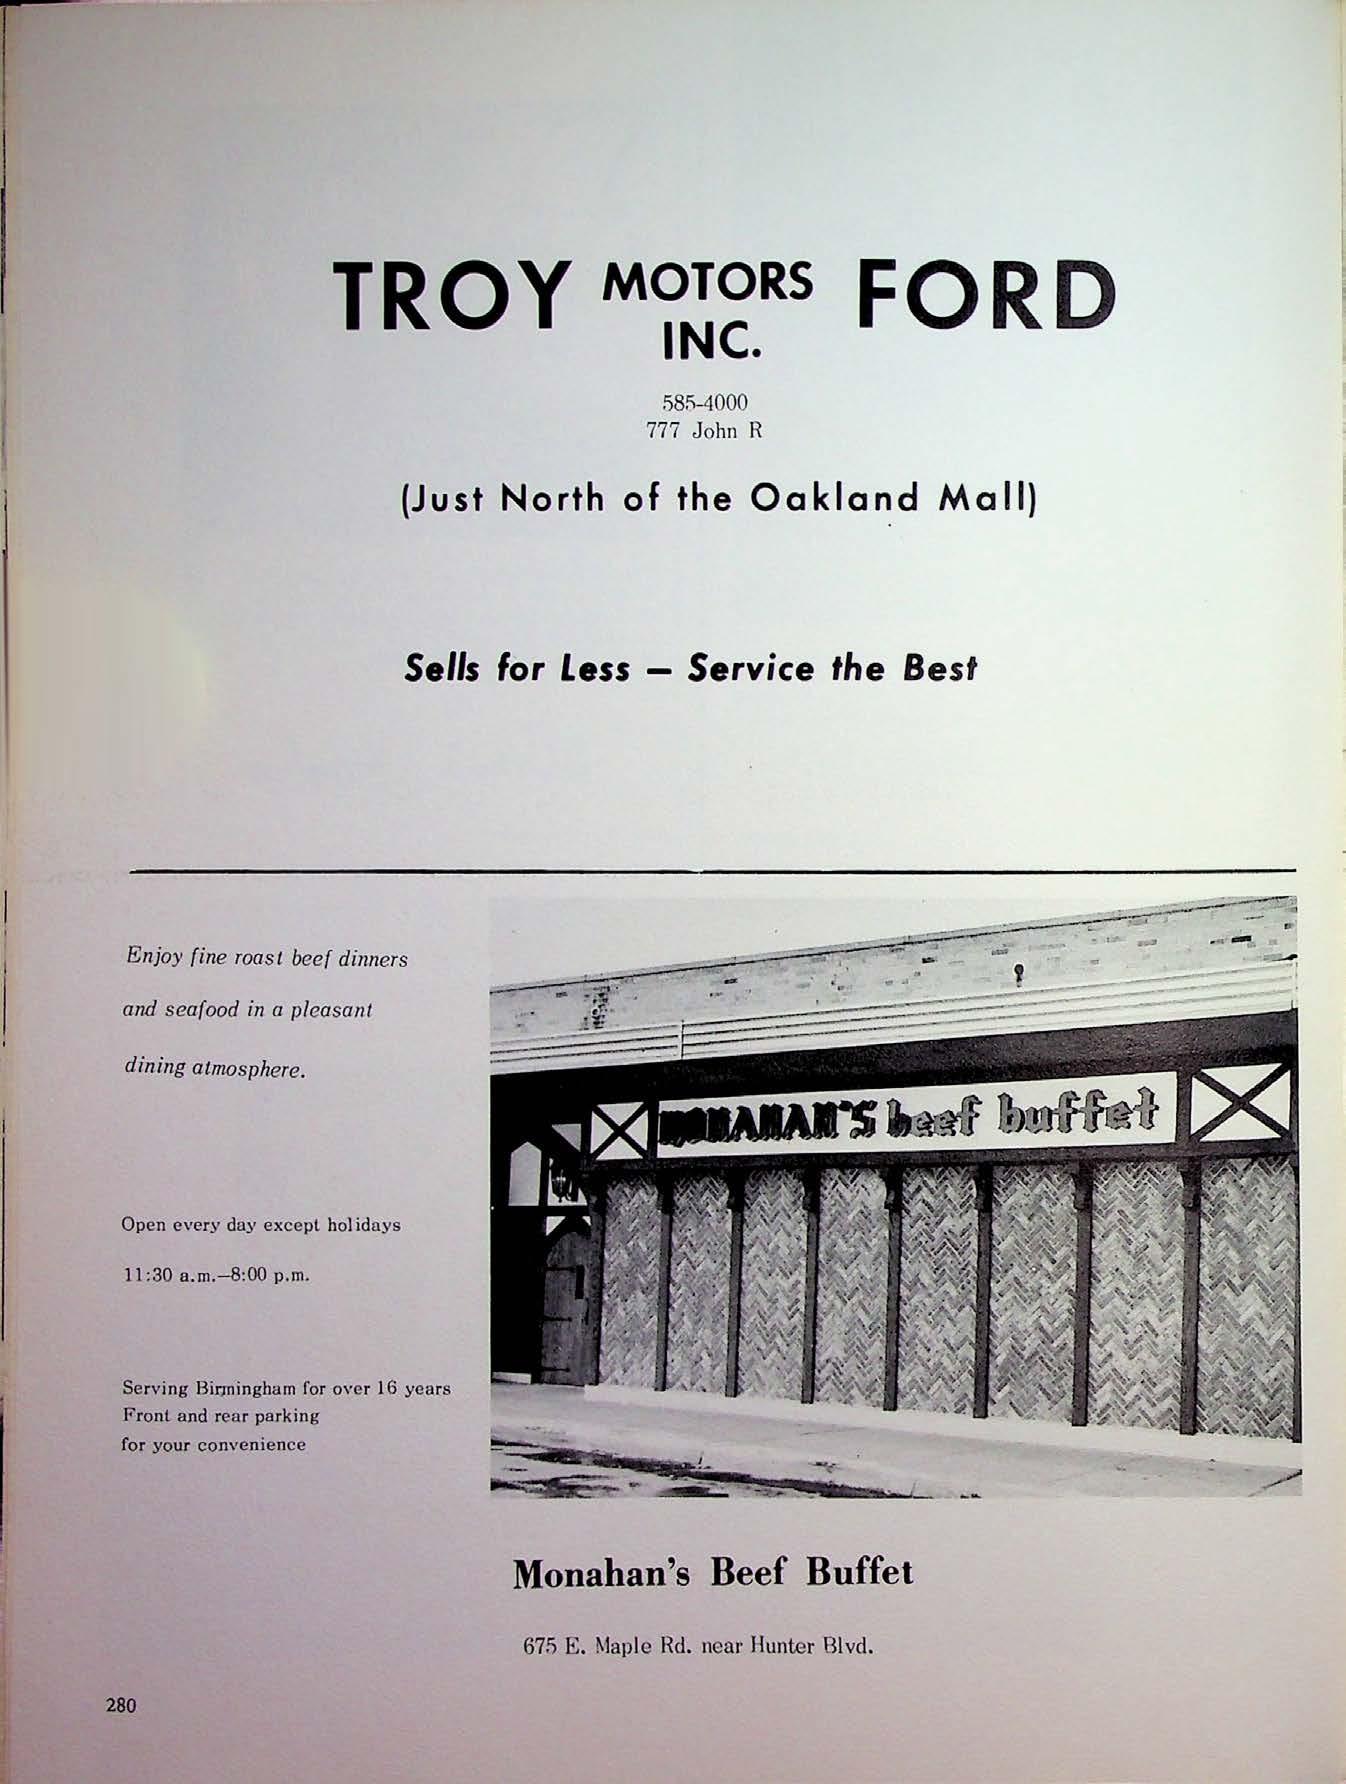 TROY MOTORS INC. FORD
585-4000
777 John R
(Just North of the Oakland Mall)
Sells for Less – Service the Best
Enjoy fine roast beef dinners
and seafood in a pleasant
dining atmosphere.
MONAHAN'S beef buffet
Open every day except holidays
11:30 a.m.–8:00 p.m.
Serving Birmingham for over 16 years
Front and rear parking
for your convenience
Monahan's Beef Buffet
675 E. Maple Rd. near Hunter Blvd.
280